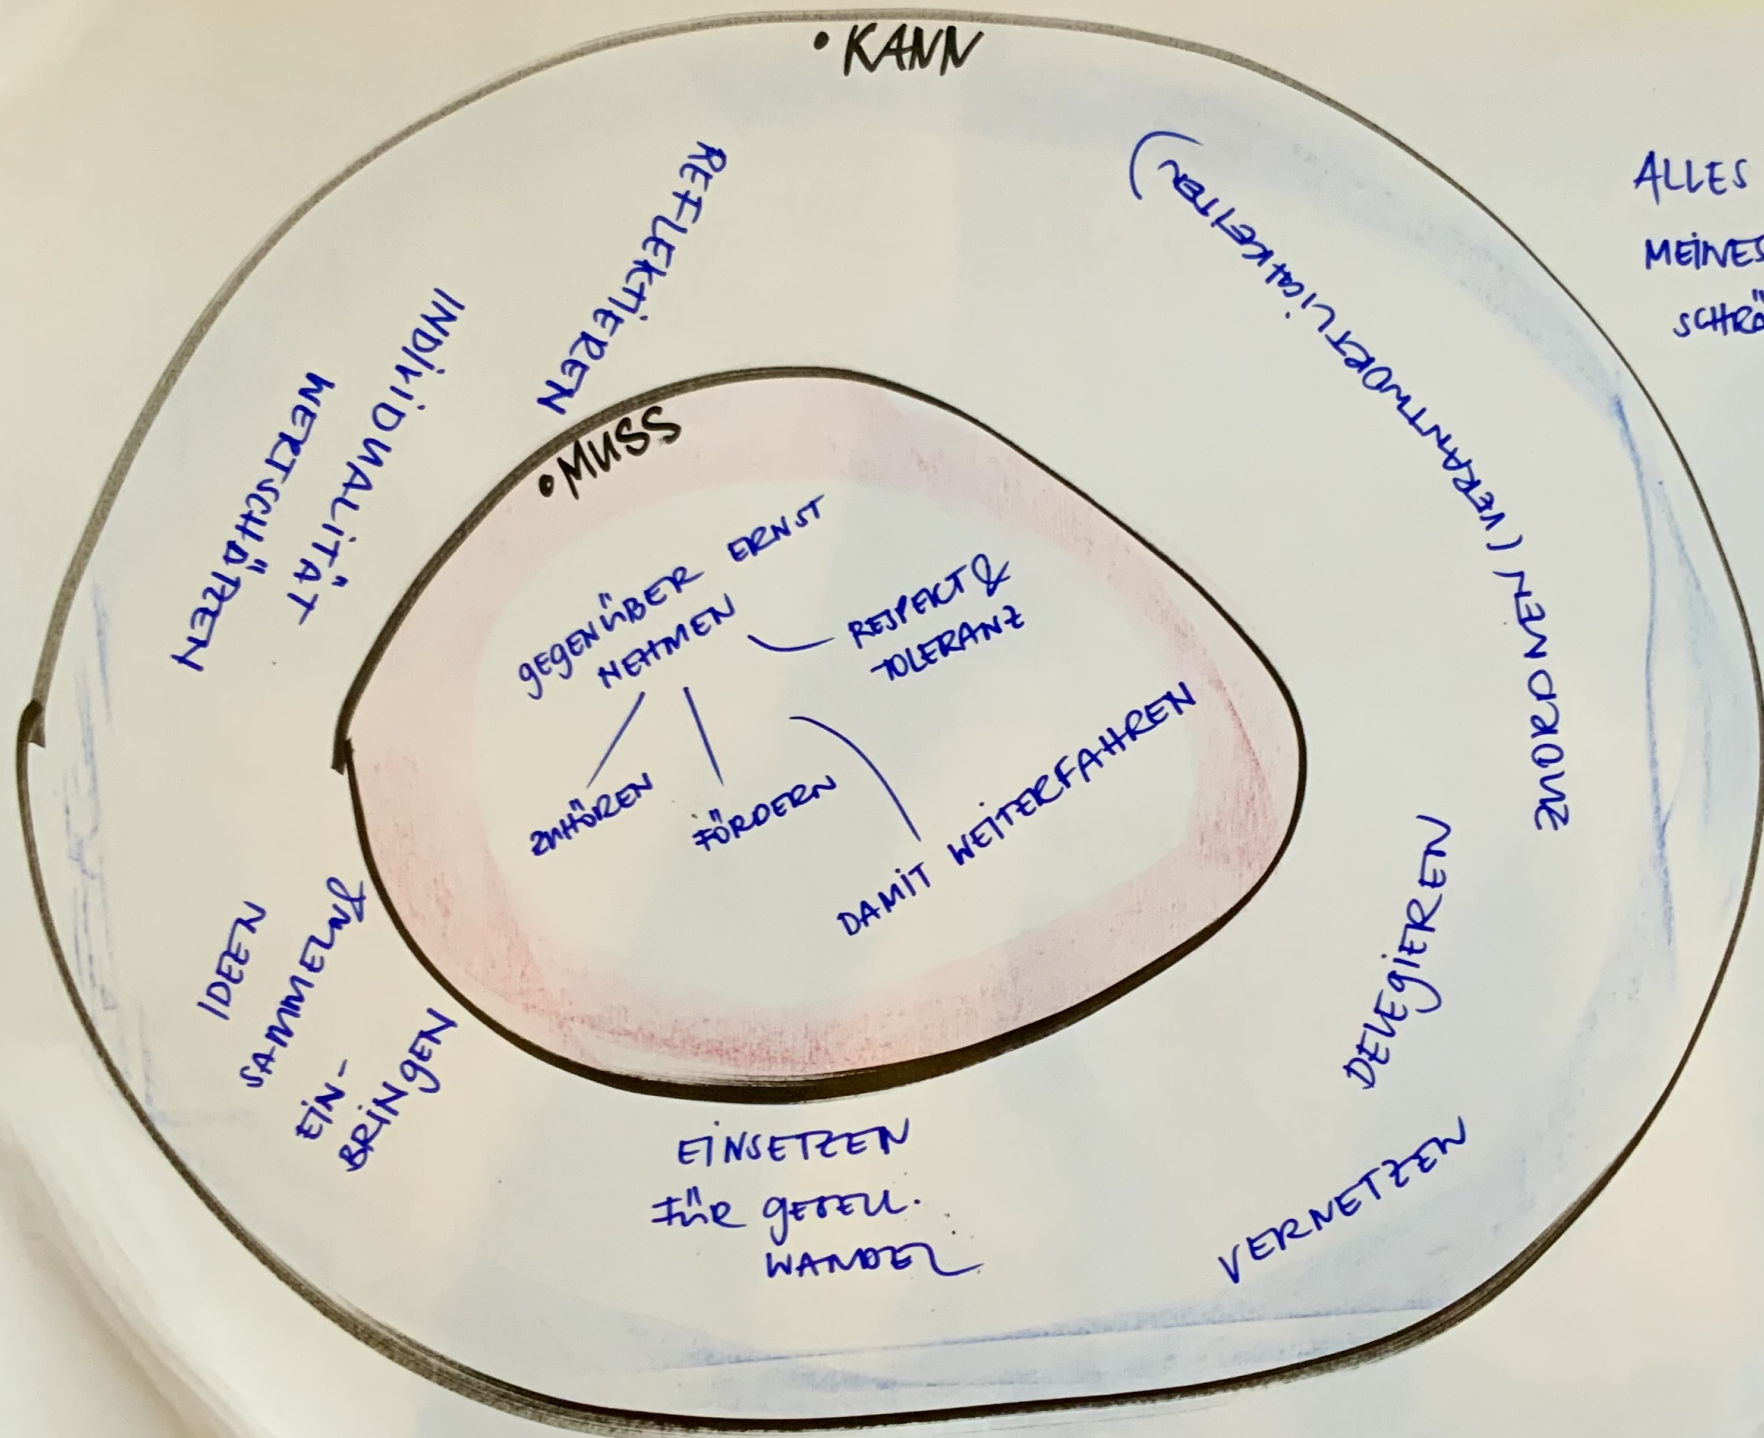 • KANN
REFLEKTIEREN
INDIVIDUALITÄT
WERTSCHÄTZEN
ZUORDNEN (VERANTWORTLICHKEITEN)
ALLES
MEINES
SCHRÄ
• MUSS
GEGENÜBER ERNST
NEHMEN
RESPEKT &
TOLERANZ
ZUHÖREN
FÖRDERN
DAMIT WEITERFAHREN
IDEEN
SAMMELN &
EIN-
BRINGEN
DELEGIEREN
VERNETZEN
EINSETZEN
FÜR GESELL.
WANDEL